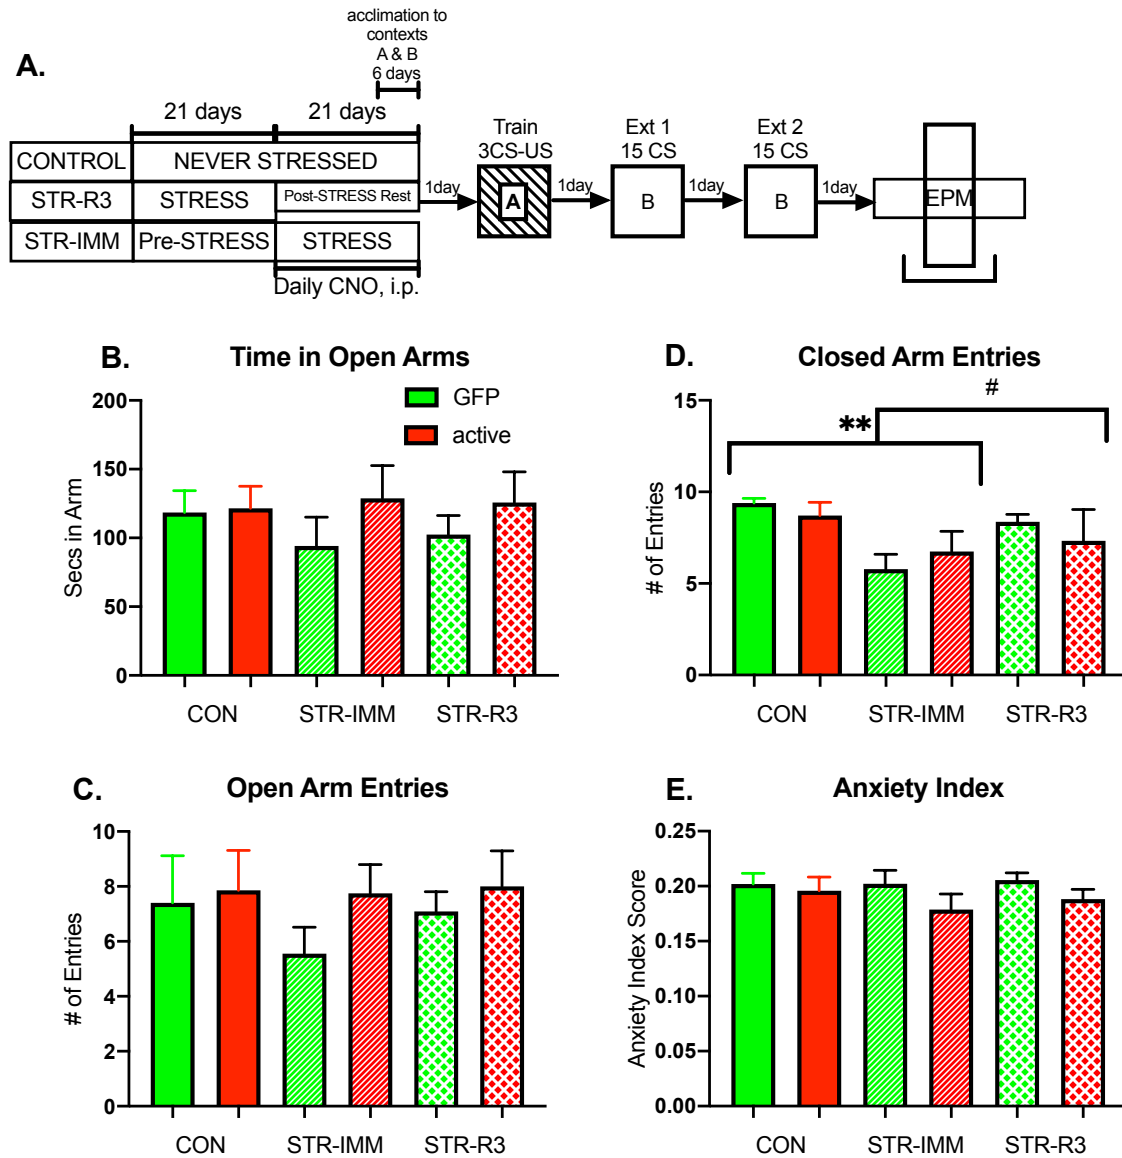 acclimation to
contexts
A & B
6 days
A.
21 days
21 days
CONTROL
NEVER STRESSED
STR-R3
STRESS
Post-STRESS Rest
STR-IMM
Pre-STRESS
STRESS
Daily CNO, i.p.
1day
Train
3CS-US
A
1day
Ext 1
15 CS
B
1day
Ext 2
15 CS
B
1day
EPM
B.
Time in Open Arms
GFP
active
Secs in Arm
200
150
100
50
0
CON
STR-IMM
STR-R3
D.
Closed Arm Entries
#
**
# of Entries
15
10
5
0
CON
STR-IMM
STR-R3
C.
Open Arm Entries
# of Entries
10
8
6
4
2
0
CON
STR-IMM
STR-R3
E.
Anxiety Index
Anxiety Index Score
0.25
0.20
0.15
0.10
0.05
0.00
CON
STR-IMM
STR-R3